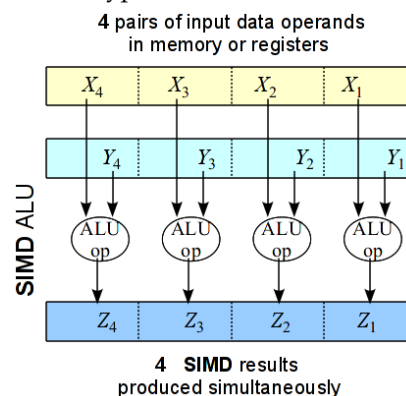 4 pairs of input data operands
in memory or registers
X4 X3 X2 X1
Y4 Y3 Y2 Y1
SIMD ALU
ALU op ALU op ALU op ALU op
Z4 Z3 Z2 Z1
4 SIMD results
produced simultaneously